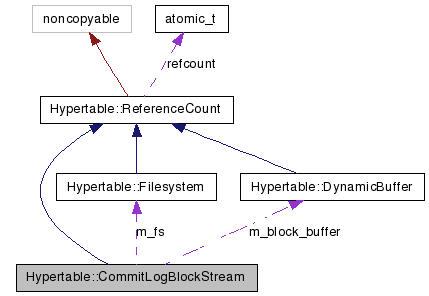 noncopyable
atomic_t
refcount
Hypertable::ReferenceCount
Hypertable::Filesystem
Hypertable::DynamicBuffer
m_fs
m_block_buffer
Hypertable::CommitLogBlockStream